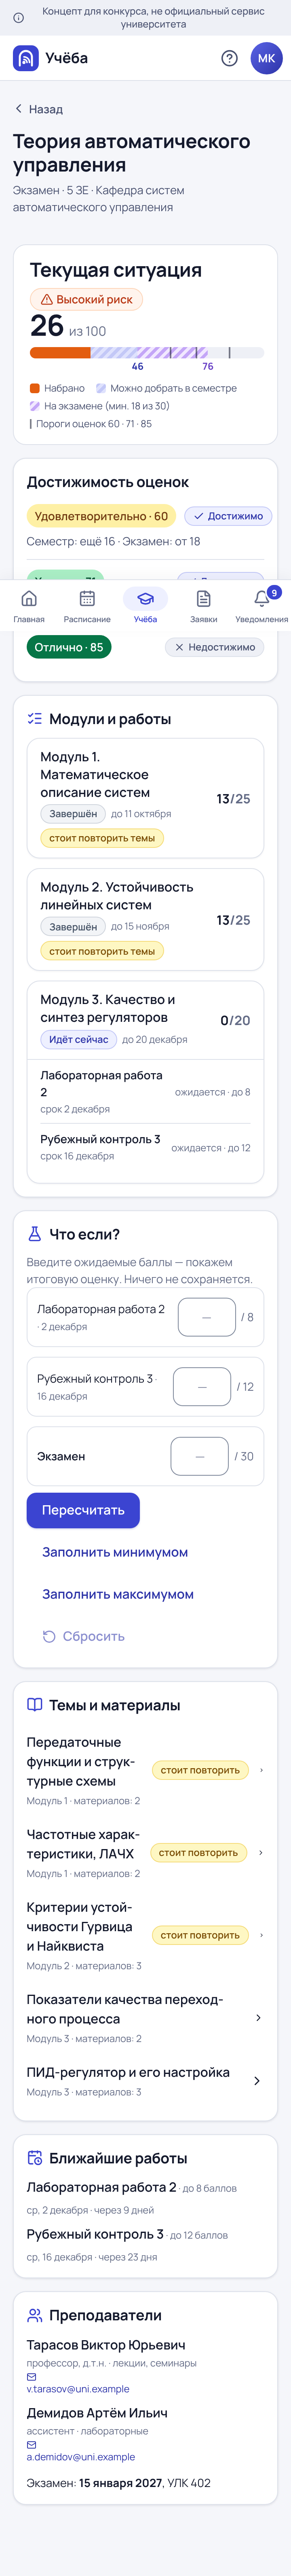 Концепт для конкурса, не официальный сервис
университета
Учёба
МК
Назад
Теория автоматического
управления
Экзамен · 5 ЗЕ · Кафедра систем
автоматического управления
Текущая ситуация
Высокий риск
26 из 100
46
76
Набрано
Можно добрать в семестре
На экзамене (мин. 18 из 30)
Пороги оценок 60 · 71 · 85
Достижимость оценок
Удовлетворительно · 60
Достижимо
Семестр: ещё 16 · Экзамен: от 18
Главная
Расписание
Учёба
Заявки
9
Уведомления
Отлично · 85
Недостижимо
Модули и работы
Модуль 1.
Математическое
описание систем
13/25
Завершён
до 11 октября
стоит повторить темы
Модуль 2. Устойчивость
линейных систем
13/25
Завершён
до 15 ноября
стоит повторить темы
Модуль 3. Качество и
синтез регуляторов
0/20
Идёт сейчас
до 20 декабря
Лабораторная работа
2
срок 2 декабря
ожидается · до 8
Рубежный контроль 3
срок 16 декабря
ожидается · до 12
Что если?
Введите ожидаемые баллы — покажем
итоговую оценку. Ничего не сохраняется.
Лабораторная работа 2
· 2 декабря
—
/ 8
Рубежный контроль 3 ·
16 декабря
—
/ 12
Экзамен
—
/ 30
Пересчитать
Заполнить минимумом
Заполнить максимумом
Сбросить
Темы и материалы
Передаточные
функции и струк-
турные схемы
Модуль 1 · материалов: 2
стоит повторить
Частотные харак-
теристики, ЛАЧХ
Модуль 1 · материалов: 2
стоит повторить
Критерии устой-
чивости Гурвица
и Найквиста
Модуль 2 · материалов: 3
стоит повторить
Показатели качества переход-
ного процесса
Модуль 3 · материалов: 2
ПИД-регулятор и его настройка
Модуль 3 · материалов: 3
Ближайшие работы
Лабораторная работа 2 · до 8 баллов
ср, 2 декабря · через 9 дней
Рубежный контроль 3 · до 12 баллов
ср, 16 декабря · через 23 дня
Преподаватели
Тарасов Виктор Юрьевич
профессор, д.т.н. · лекции, семинары
v.tarasov@uni.example
Демидов Артём Ильич
ассистент · лабораторные
a.demidov@uni.example
Экзамен: 15 января 2027, УЛК 402